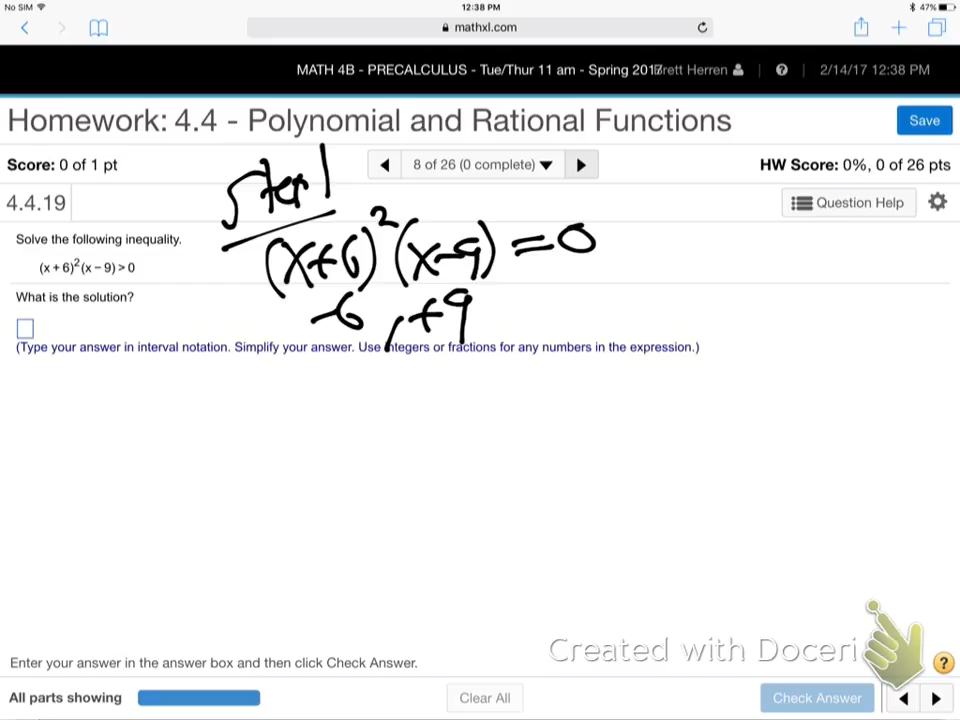 No SIM 12:38 PM 47%
mathxl.com
MATH 4B - PRECALCULUS - Tue/Thur 11 am - Spring 2017 Brett Herren ? 2/14/17 12:38 PM
Homework: 4.4 - Polynomial and Rational Functions Save
Score: 0 of 1 pt 8 of 26 (0 complete) HW Score: 0%, 0 of 26 pts
4.4.19 Question Help
Step 1
Solve the following inequality.
(x+6)²(x-9)=0
(x + 6)²(x − 9) > 0
What is the solution?
-6, +9
(Type your answer in interval notation. Simplify your answer. Use integers or fractions for any numbers in the expression.)
Created with Doceri
Enter your answer in the answer box and then click Check Answer. ?
All parts showing Clear All Check Answer